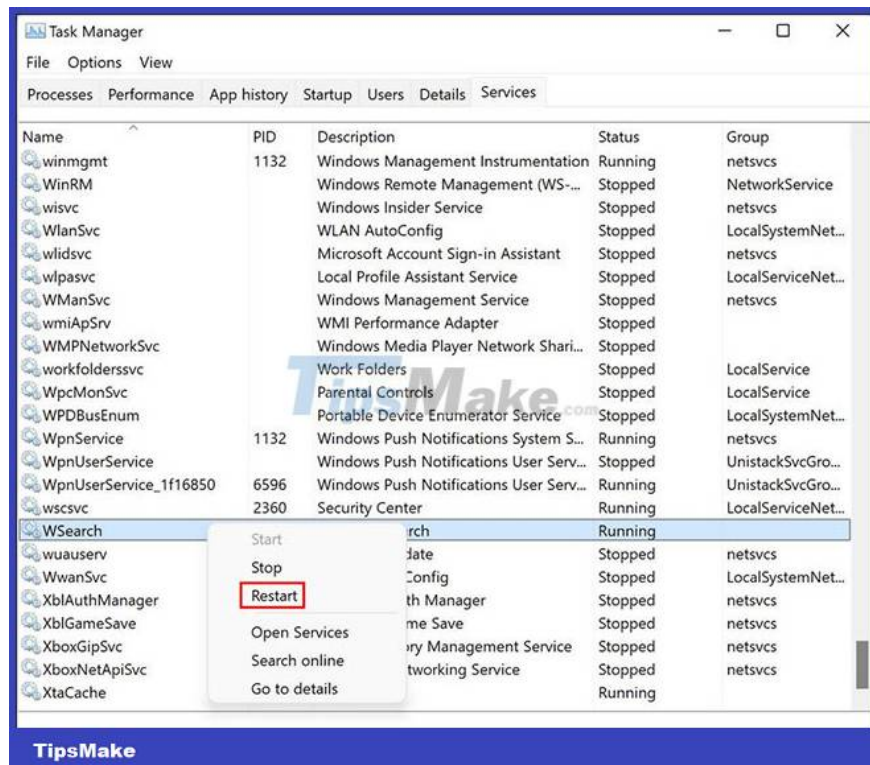 Task Manager
File Options View
Processes Performance App history Startup Users Details Services
Name PID Description Status Group
winmgmt 1132 Windows Management Instrumentation Running netsvcs
WinRM Windows Remote Management (WS-... Stopped NetworkService
wisvc Windows Insider Service Stopped netsvcs
WlanSvc WLAN AutoConfig Stopped LocalSystemNet...
wlidsvc Microsoft Account Sign-in Assistant Stopped netsvcs
wlpasvc Local Profile Assistant Service Stopped LocalServiceNet...
WManSvc Windows Management Service Stopped netsvcs
wmiApSrv WMI Performance Adapter Stopped
WMPNetworkSvc Windows Media Player Network Shari... Stopped
workfolderssvc Work Folders Stopped LocalService
WpcMonSvc Parental Controls Stopped LocalService
TipsMake.com
WPDBusEnum Portable Device Enumerator Service Stopped LocalSystemNet...
WpnService 1132 Windows Push Notifications System S... Running netsvcs
WpnUserService Windows Push Notifications User Serv... Stopped UnistackSvcGro...
WpnUserService_1f16850 6596 Windows Push Notifications User Serv... Running UnistackSvcGro...
wscsvc 2360 Security Center Running LocalServiceNet...
WSearch rch Running
Start
wuauserv date Stopped netsvcs
Stop
WwanSvc Config Stopped LocalSystemNet...
Restart
XblAuthManager th Manager Stopped netsvcs
XblGameSave me Save Stopped netsvcs
Open Services
XboxGipSvc ry Management Service Stopped netsvcs
Search online
XboxNetApiSvc tworking Service Stopped netsvcs
Go to details
XtaCache Running
TipsMake